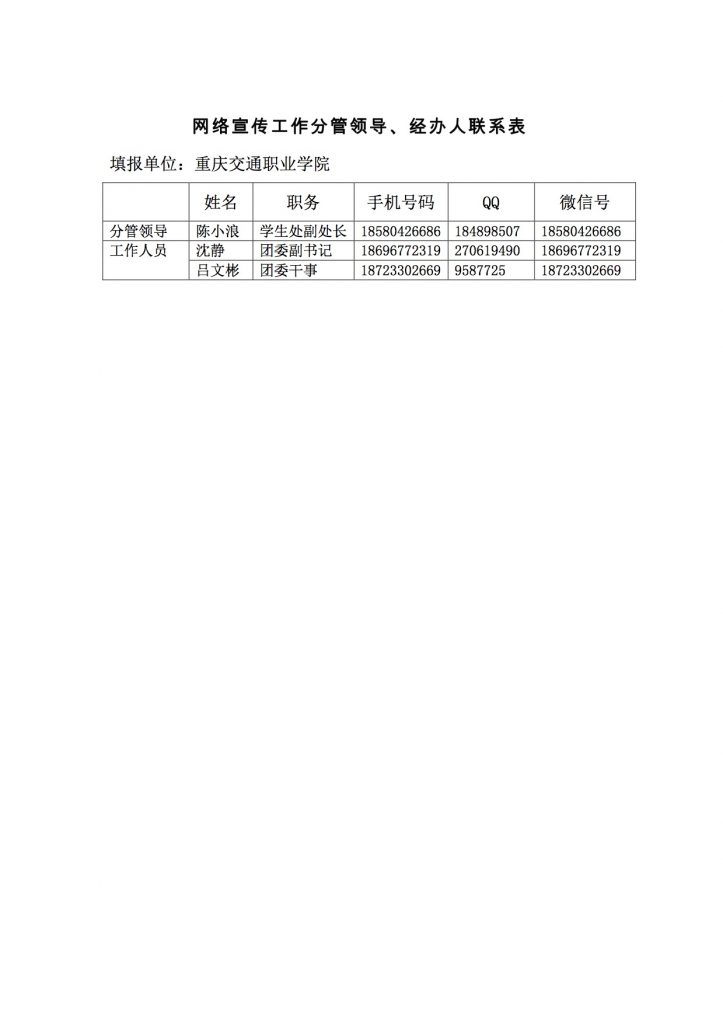 网络宣传工作分管领导、经办人联系表
填报单位：重庆交通职业学院
姓名 职务 手机号码 QQ 微信号
分管领导 陈小浪 学生处副处长 18580426686 184898507 18580426686
工作人员 沈静 团委副书记 18696772319 270619490 18696772319
吕文彬 团委干事 18723302669 9587725 18723302669